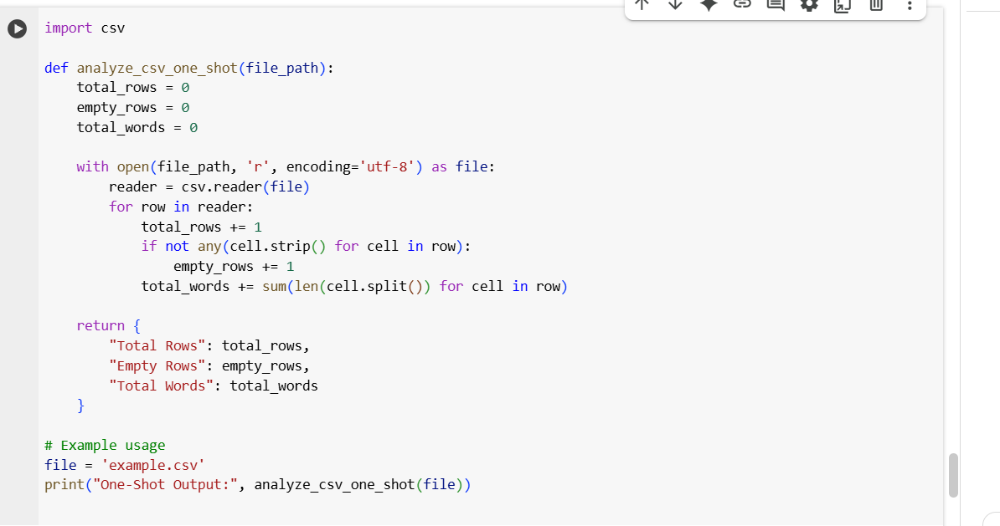 import csv

def analyze_csv_one_shot(file_path):
    total_rows = 0
    empty_rows = 0
    total_words = 0

    with open(file_path, 'r', encoding='utf-8') as file:
        reader = csv.reader(file)
        for row in reader:
            total_rows += 1
            if not any(cell.strip() for cell in row):
                empty_rows += 1
            total_words += sum(len(cell.split()) for cell in row)

    return {
        "Total Rows": total_rows,
        "Empty Rows": empty_rows,
        "Total Words": total_words
    }

# Example usage
file = 'example.csv'
print("One-Shot Output:", analyze_csv_one_shot(file))